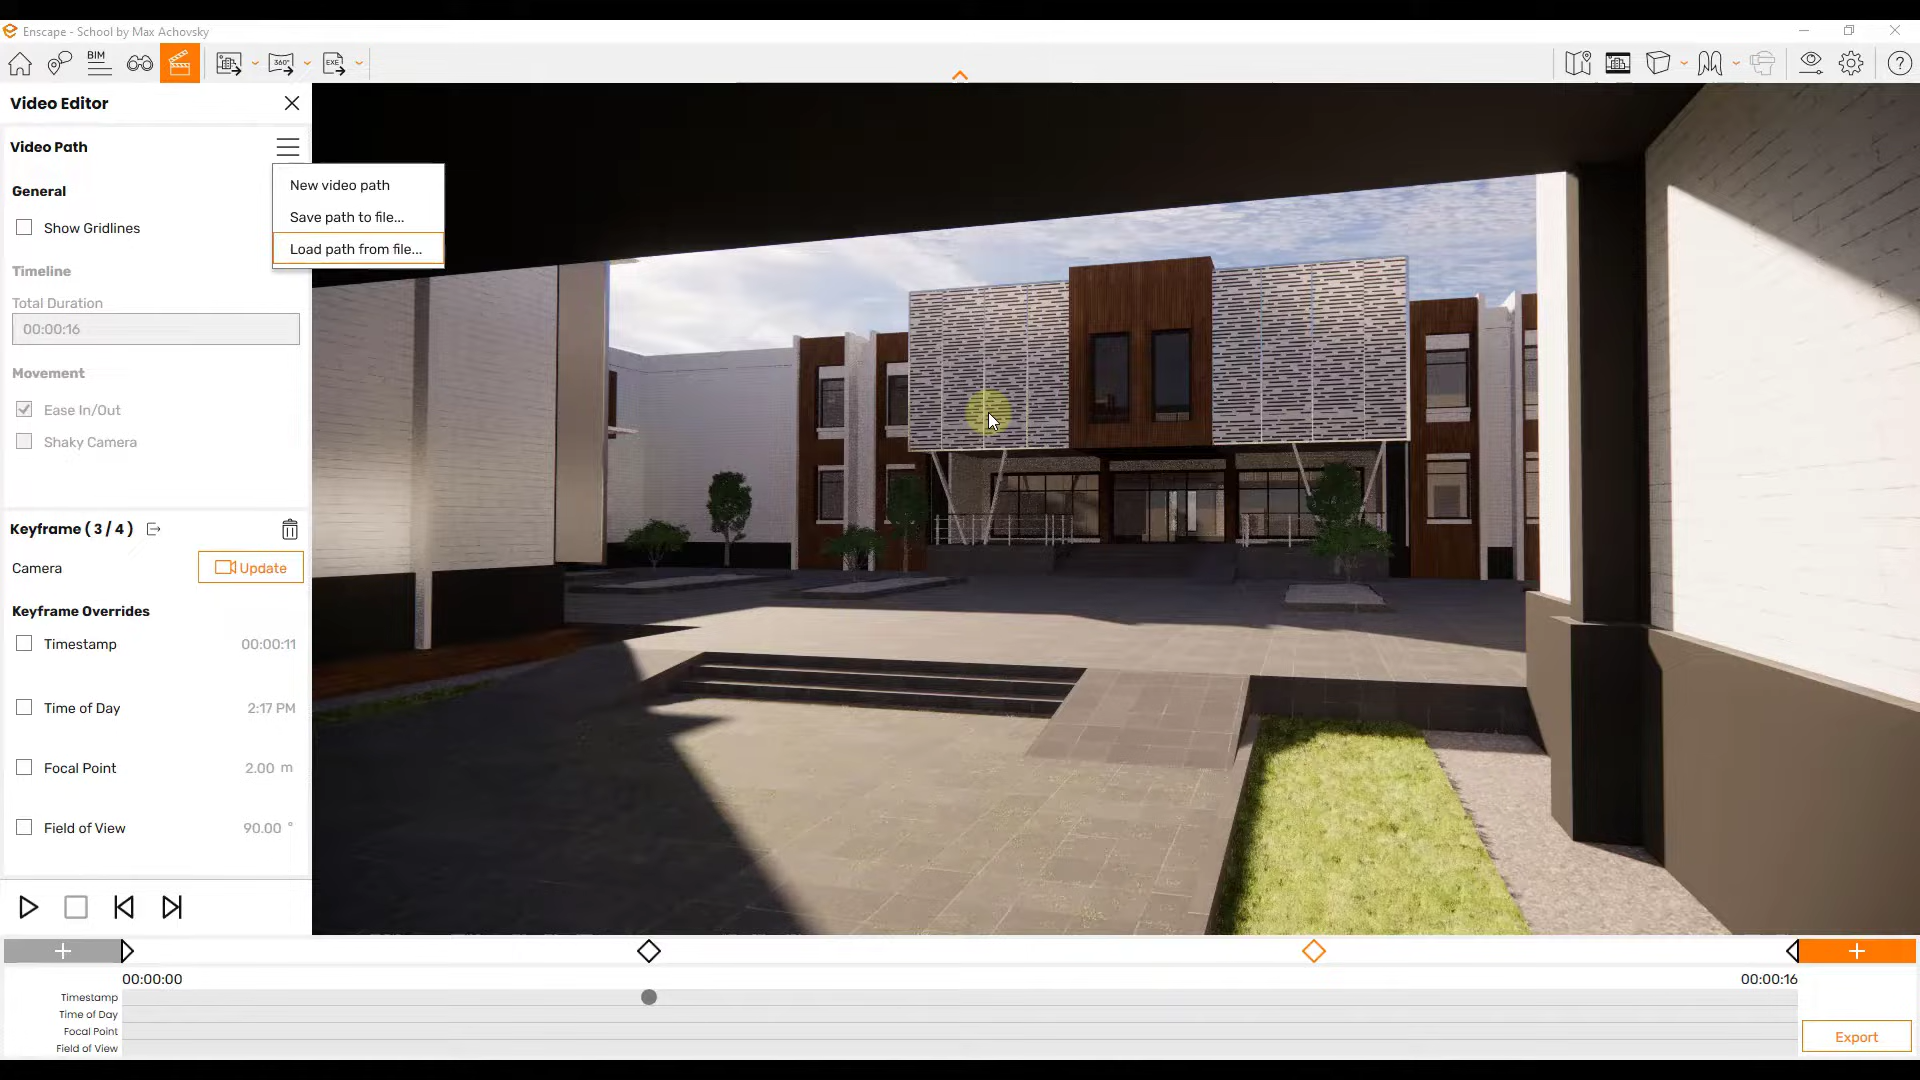 Enscape - School by Max Achovsky
BIM
360°
EXE
?
Video Editor
Video Path
New video path
General
Save path to file...
Show Gridlines
Load path from file...
Timeline
Total Duration
00:00:16
Movement
Ease In/Out
Shaky Camera
Keyframe ( 3 / 4 )
Camera
Update
Keyframe Overrides
Timestamp 00:00:11
Time of Day 2:17 PM
Focal Point 2.00 m
Field of View 90.00 °
00:00:00 00:00:16
Timestamp
Time of Day
Focal Point
Field of View
Export